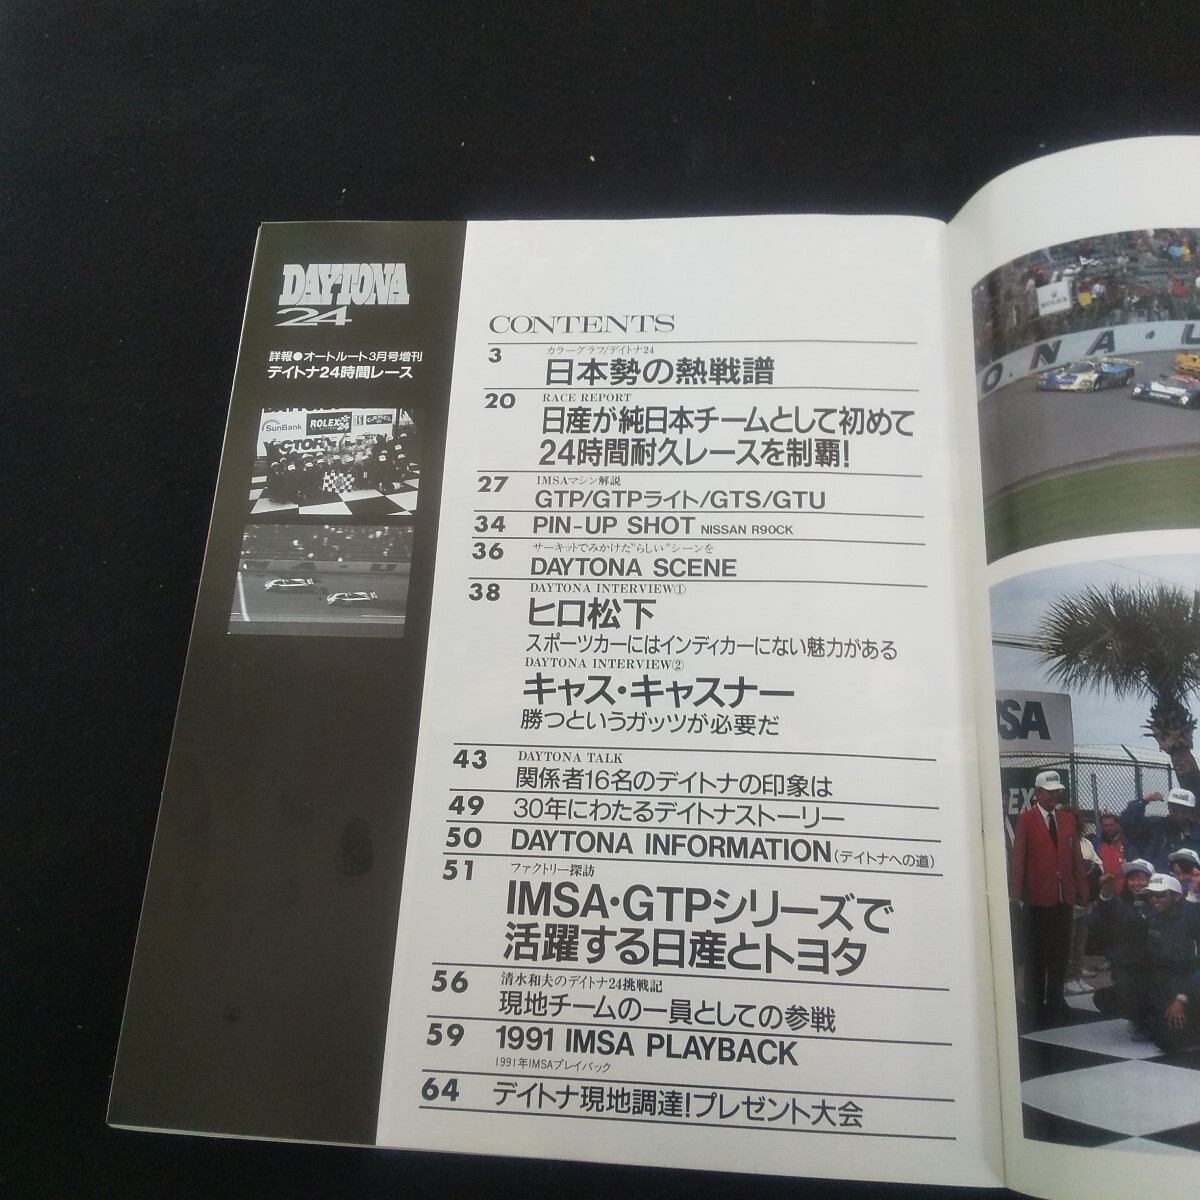 DAYTONA
24
詳報●オートルート3月号増刊
デイトナ24時間レース
SunBank
ROLEX
24
CAMEL
VICTORY
CONTENTS
3
カラーグラフ/デイトナ24
日本勢の熱戦譜
20
RACE REPORT
日産が純日本チームとして初めて
24時間耐久レースを制覇!
27
IMSAマシン解説
GTP/GTPライト/GTS/GTU
34
PIN-UP SHOT NISSAN R90CK
36
サーキットでみかけた"らしい"シーンを
DAYTONA SCENE
38
DAYTONA INTERVIEW①
ヒロ松下
スポーツカーにはインディカーにない魅力がある
DAYTONA INTERVIEW②
キャス・キャスナー
勝つというガッツが必要だ
43
DAYTONA TALK
関係者16名のデイトナの印象は
49
30年にわたるデイトナストーリー
50
DAYTONA INFORMATION(デイトナへの道)
51
ファクトリー探訪
IMSA・GTPシリーズで
活躍する日産とトヨタ
56
清水和夫のデイトナ24挑戦記
現地チームの一員としての参戦
59
1991 IMSA PLAYBACK
1991年IMSAプレイバック
64
デイトナ現地調達!プレゼント大会
ROLEX
ONA·U
MSA
EX